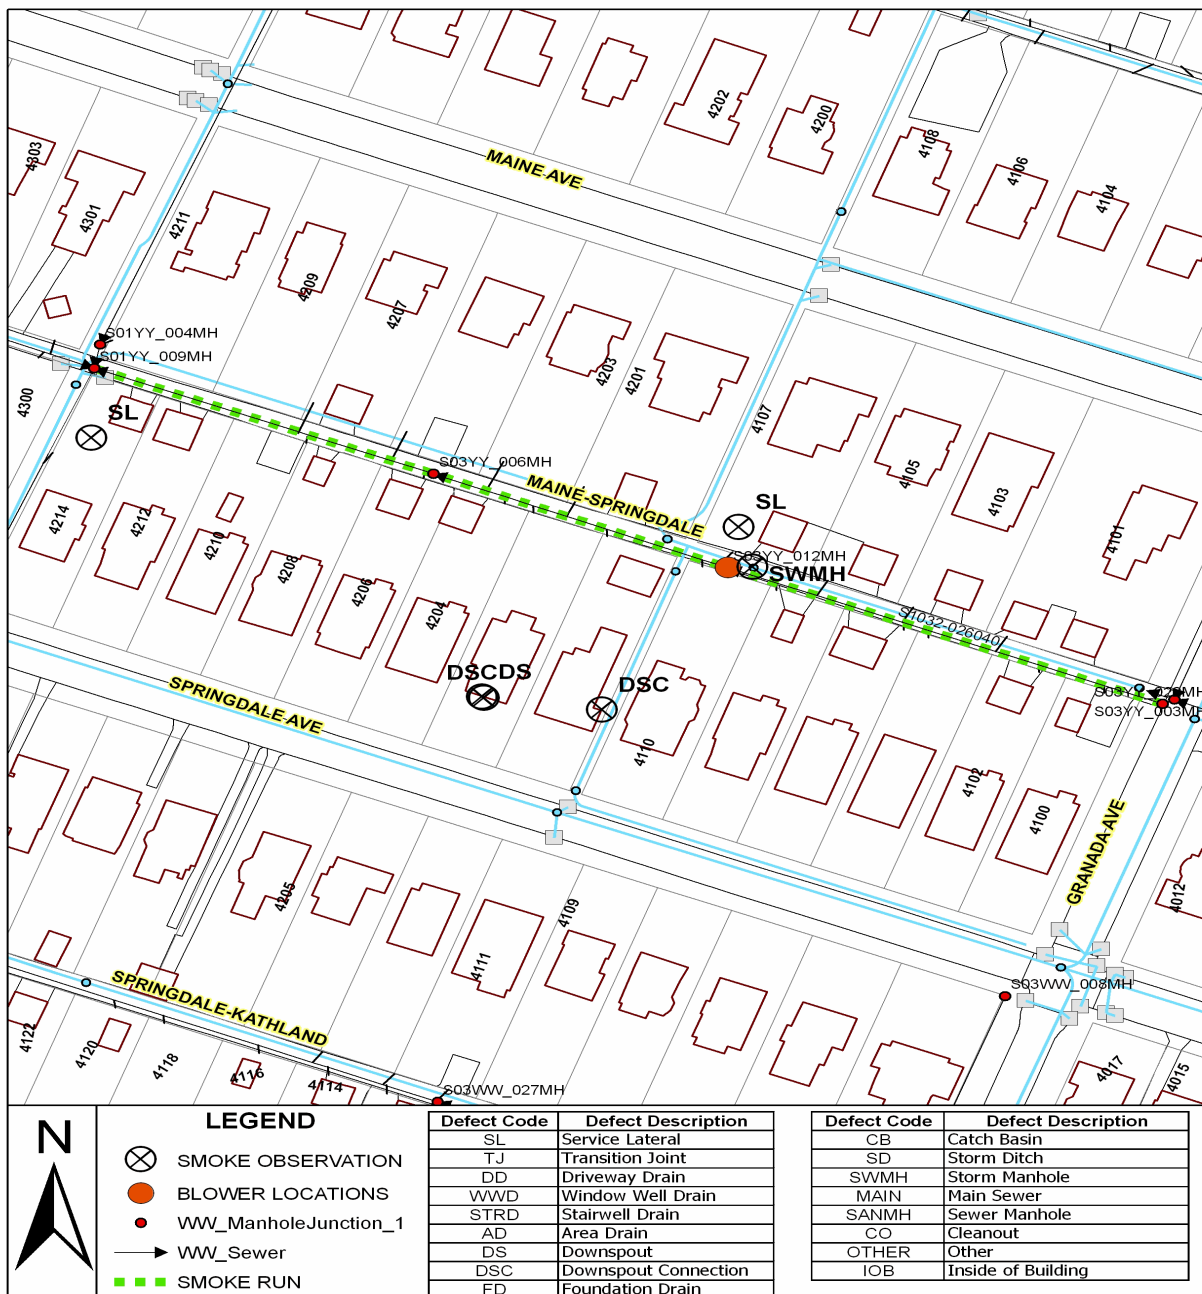 4202
4200
4108
4106
4104
MAINE AVE
4303
4301
4211
4209
4207
4203
4201
4107
4105
4103
4101
S01YY_004MH
S01YY_009MH
4300
SL
S03YY_006MH
MAINE-SPRINGDALE
SL
S03YY_012MH
SWMH
S1032-026040
4214
4212
4210
4208
4206
4204
DSCDS
DSC
S03YY_003MH
SPRINGDALE AVE
4110
4102
4100
GRANADA AVE
4012
4205
4109
4111
S03WW_008MH
SPRINGDALE-KATHLAND
4122
4120
4118
4116
4114
S03WW_027MH
4017
4015
N
LEGEND
SMOKE OBSERVATION
BLOWER LOCATIONS
WW_ManholeJunction_1
WW_Sewer
SMOKE RUN
Defect Code Defect Description
SL Service Lateral
TJ Transition Joint
DD Driveway Drain
WWD Window Well Drain
STRD Stairwell Drain
AD Area Drain
DS Downspout
DSC Downspout Connection
FD Foundation Drain
Defect Code Defect Description
CB Catch Basin
SD Storm Ditch
SWMH Storm Manhole
MAIN Main Sewer
SANMH Sewer Manhole
CO Cleanout
OTHER Other
IOB Inside of Building